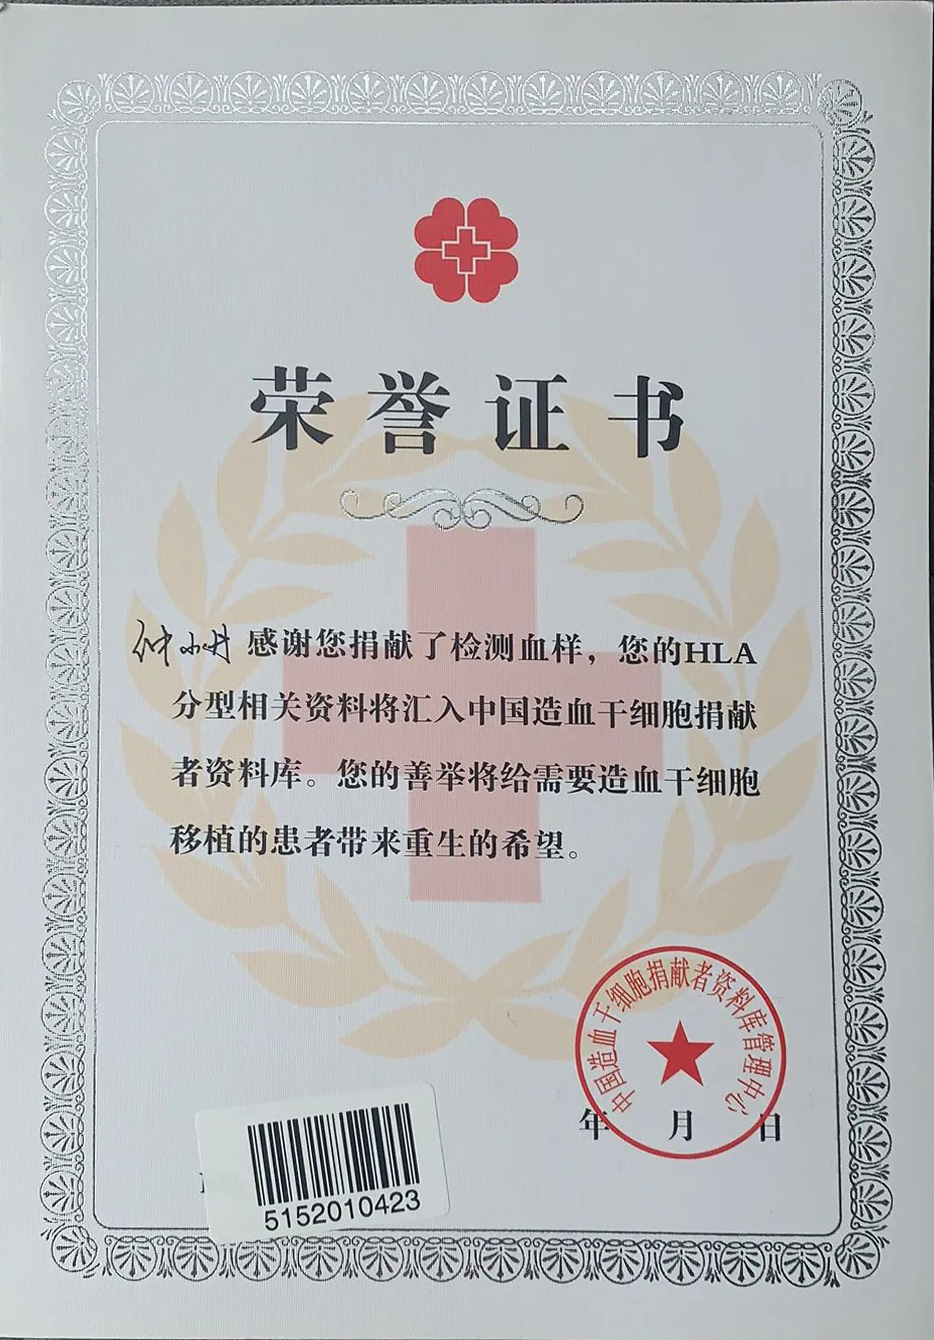 荣誉证书
钟小丹 感谢您捐献了检测血样，您的HLA
分型相关资料将汇入中国造血干细胞捐献
者资料库。您的善举将给需要造血干细胞
移植的患者带来重生的希望。
中国造血干细胞捐献者资料库管理中心
年 月 日
5152010423